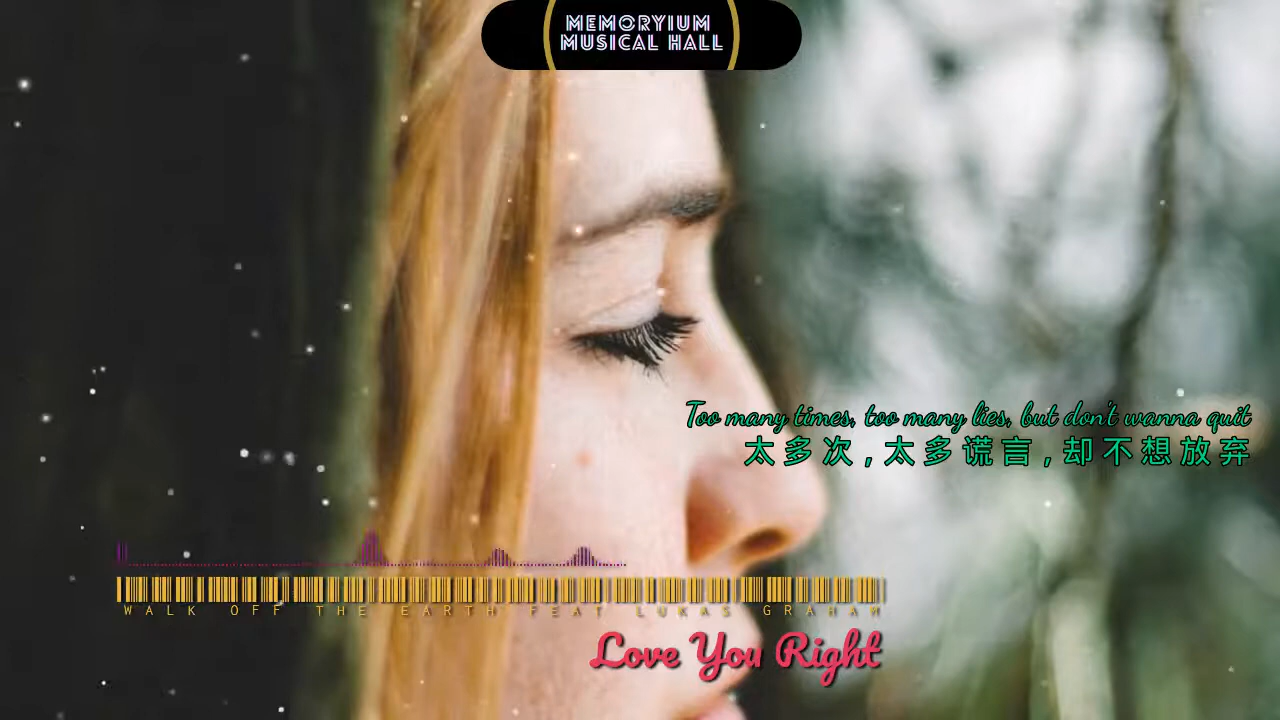 MEMORYIUM
MUSICAL HALL
Too many times, too many lies, but don't wanna quit
太多次,太多谎言,却不想放弃
WALK OFF THE EARTH FEAT LUKAS GRAHAM
Love You Right